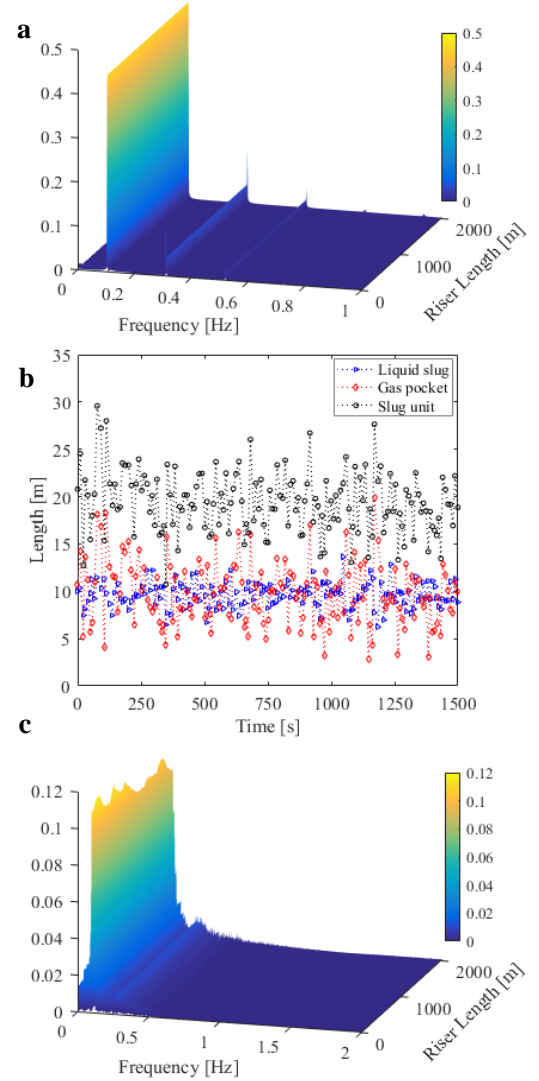 a
0.5
0.4
0.3
0.2
0.1
0
0 0.2 0.4 0.6 0.8 1
Frequency [Hz]
0 1000 2000
Riser Length [m]
0.5
0.4
0.3
0.2
0.1
0
b
35
30
25
20
15
10
5
0
Length [m]
Liquid slug
Gas pocket
Slug unit
0 250 500 750 1000 1250 1500
Time [s]
c
0.12
0.1
0.08
0.06
0.04
0.02
0
0 0.5 1 1.5 2
Frequency [Hz]
0 1000 2000
Riser Length [m]
0.12
0.1
0.08
0.06
0.04
0.02
0